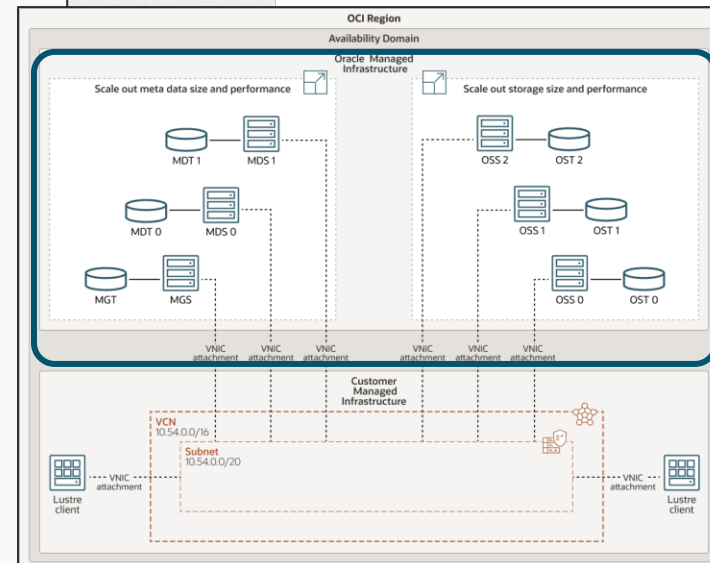 OCI Region
Availability Domain
Oracle Managed
Infrastructure
Scale out meta data size and performance
Scale out storage size and performance
MDT 1
MDS 1
OSS 2
OST 2
MDT 0
MDS 0
OSS 1
OST 1
MGT
MGS
OSS 0
OST 0
VNIC
attachment
VNIC
attachment
VNIC
attachment
VNIC
attachment
VNIC
attachment
VNIC
attachment
Customer
Managed
Infrastructure
VCN
10.54.0.0/16
Subnet
10.54.0.0/20
VNIC
attachment
Lustre
client
VNIC
attachment
Lustre
client